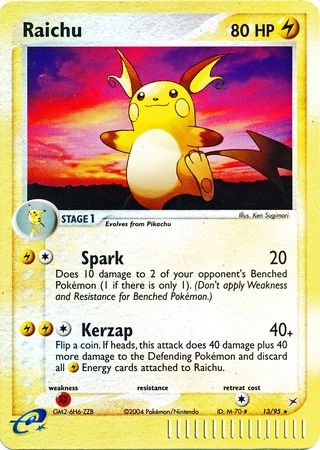 Raichu 80 HP
Illus. Ken Sugimori
STAGE 1
Evolves from Pikachu
Spark 20
Does 10 damage to 2 of your opponent's Benched
Pokémon (1 if there is only 1). (Don't apply Weakness
and Resistance for Benched Pokémon.)
Kerzap 40+
Flip a coin. If heads, this attack does 40 damage plus 40
more damage to the Defending Pokémon and discard
all Energy cards attached to Raichu.
weakness resistance retreat cost
GM2-6H6-ZZB ©2004 Pokémon/Nintendo ID: M-70-# 13/95 ★
e